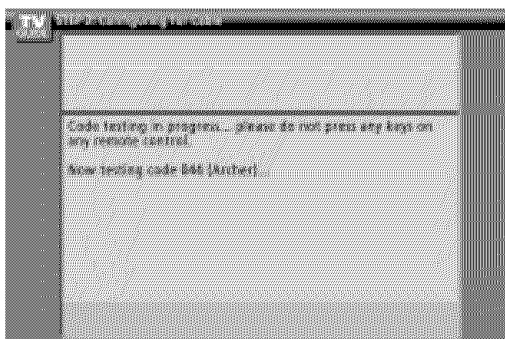 TV
Code testing in progress... please do not press any keys on
any remote control.
Now testing code 046 (Archer)...